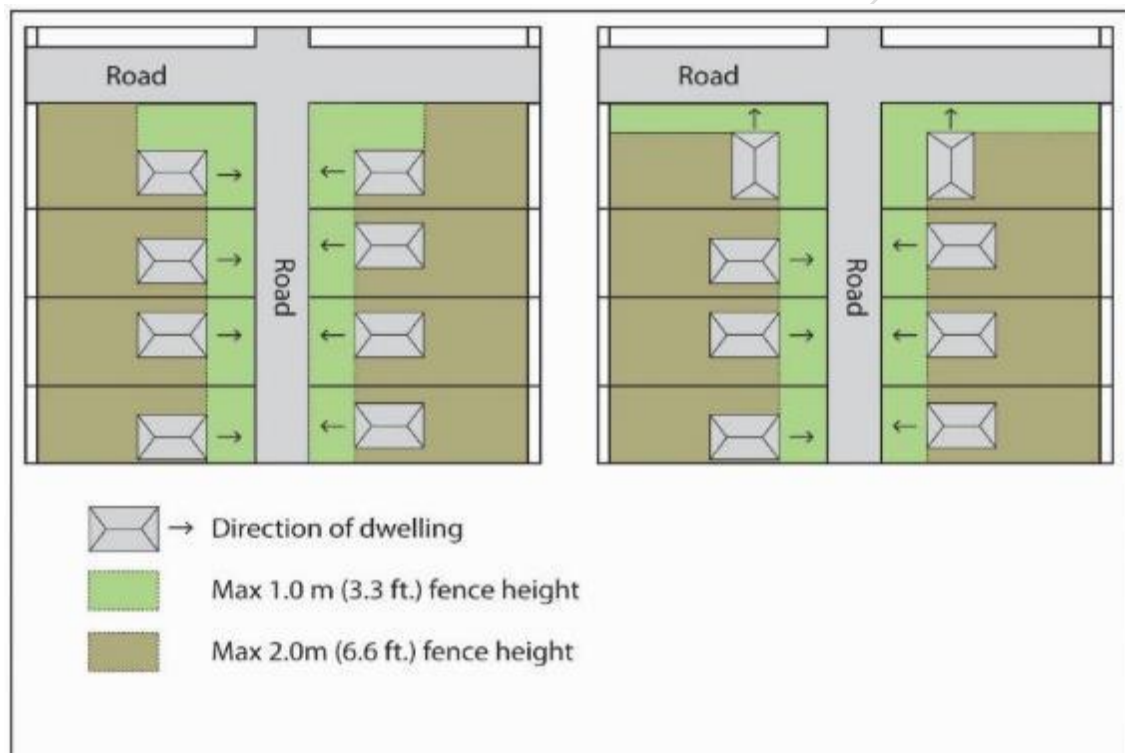 Road
Road
Road
Road
Direction of dwelling
Max 1.0 m (3.3 ft.) fence height
Max 2.0m (6.6 ft.) fence height